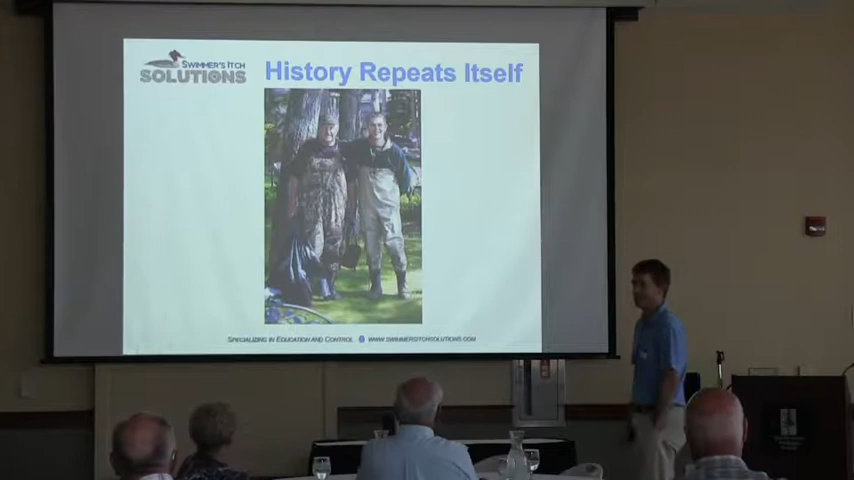 Swimmer's Itch
Solutions
History Repeats Itself
Specializing in Education and Control
www.swimmersitchsolutions.com